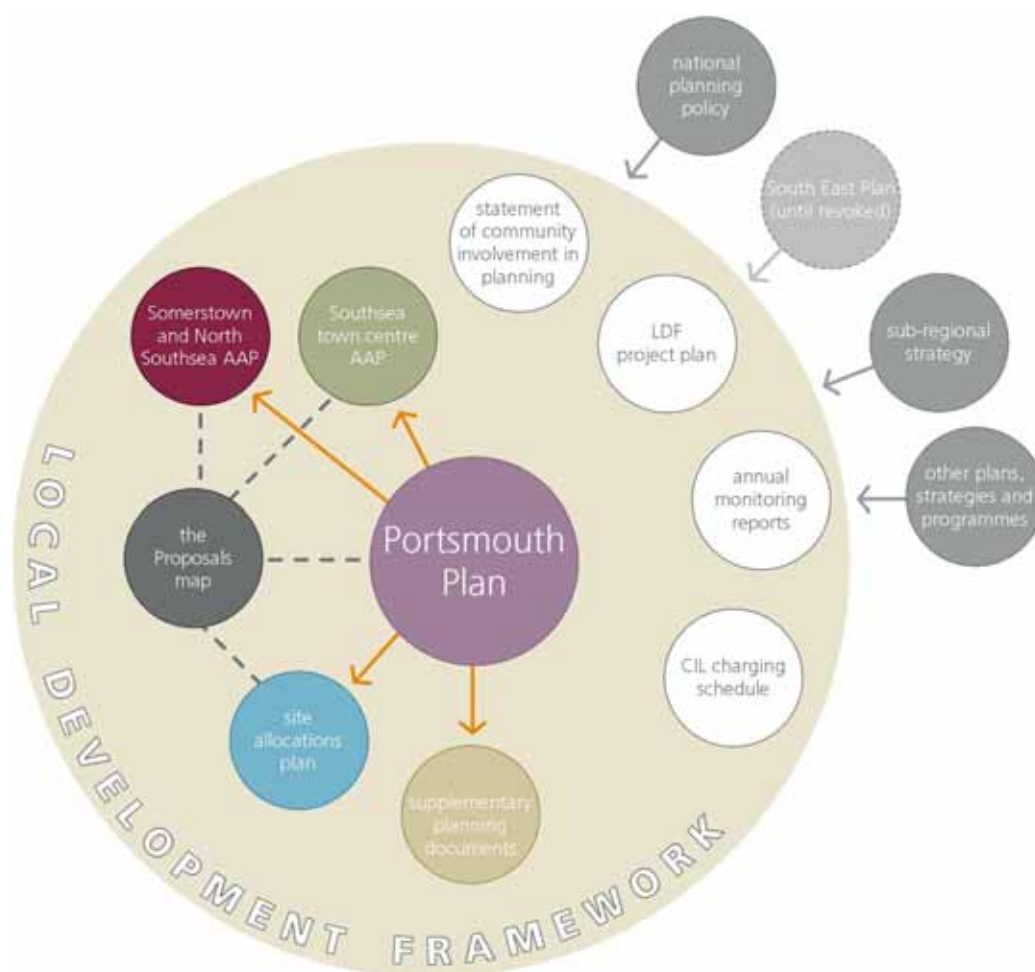 national
planning
policy
South East Plan
(until revoked)
statement
of community
involvement in
planning
Somerstown
and North
Southsea AAP
Southsea
town centre
AAP
LDF
project plan
sub-regional
strategy
annual
monitoring
reports
other plans,
strategies and
programmes
the
Proposals
map
Portsmouth
Plan
CIL charging
schedule
site
allocations
plan
supplementary
planning
documents
LOCAL DEVELOPMENT FRAMEWORK